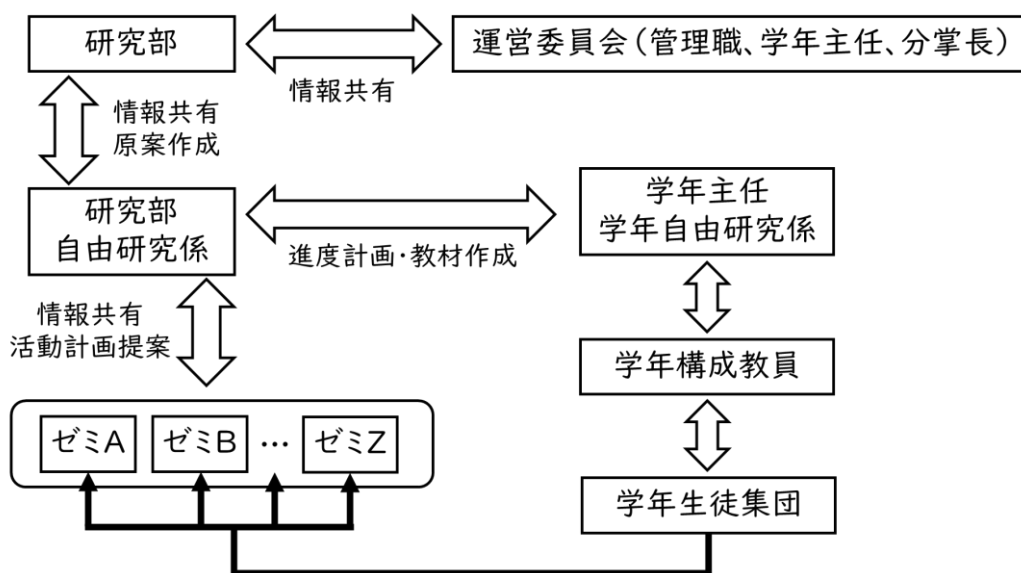 研究部
運営委員会（管理職、学年主任、分掌長）
情報共有
情報共有
原案作成
研究部
自由研究係
学年主任
学年自由研究係
進度計画・教材作成
情報共有
活動計画提案
学年構成教員
ゼミA
ゼミB
…
ゼミZ
学年生徒集団